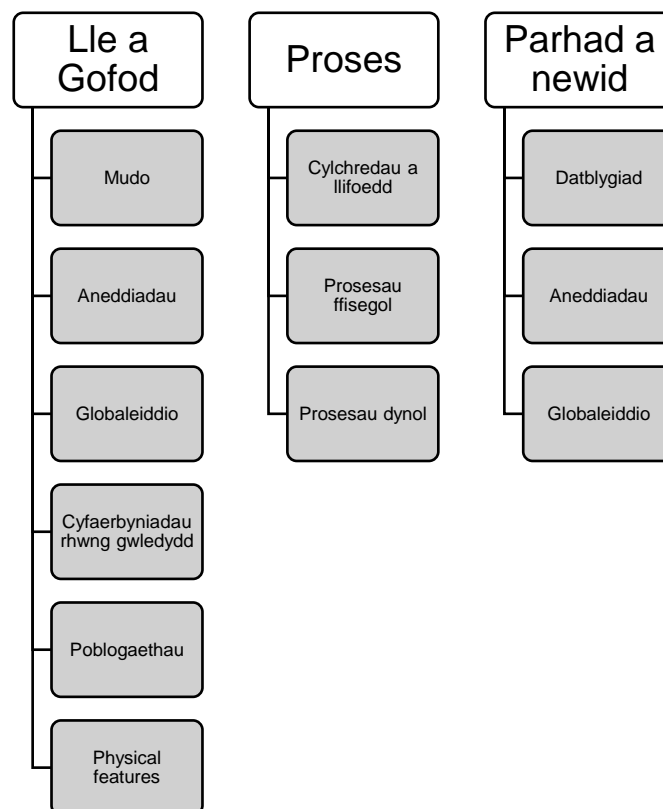 Lle a
Gofod
Mudo
Aneddiadau
Globaleiddio
Cyfaerbyniadau
rhwng gwledydd
Poblogaethau
Physical
features
Proses
Cylchredau a
llifoedd
Prosesau
ffisegol
Prosesau dynol
Parhad a
newid
Datblygiad
Aneddiadau
Globaleiddio